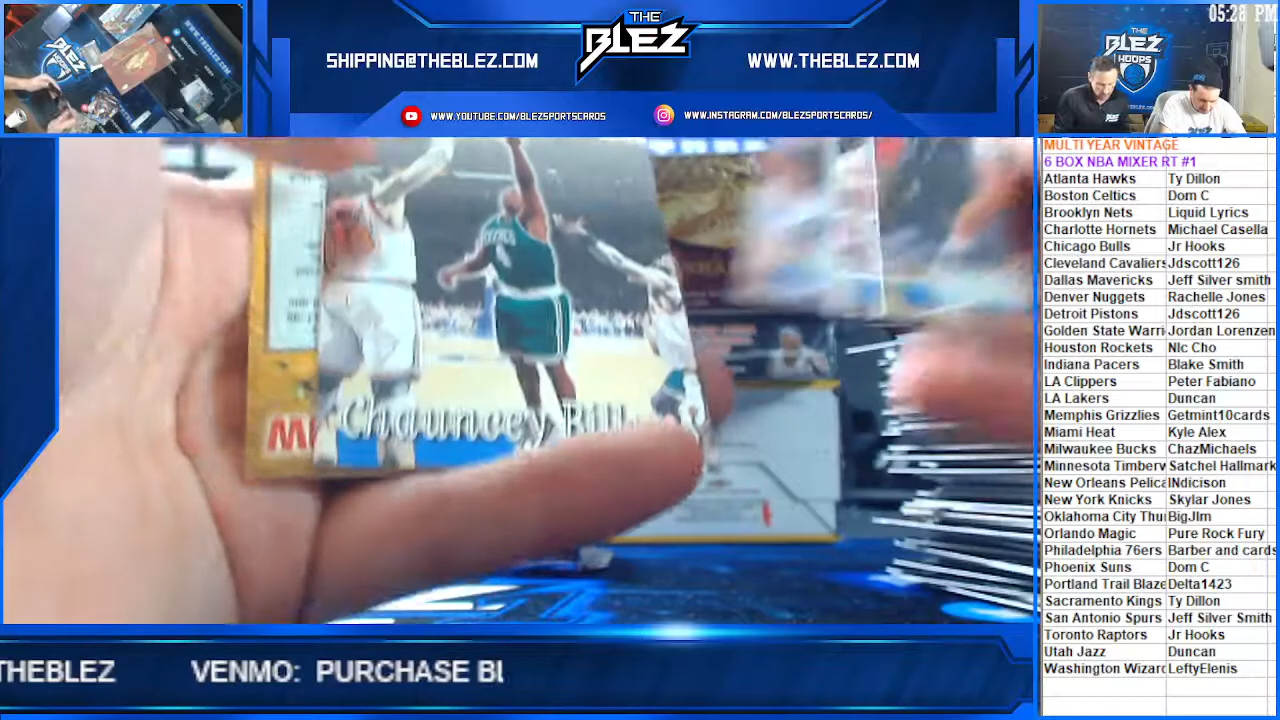 05:28 PM
THE
BLEZ
SHIPPING@THEBLEZ.COM
WWW.THEBLEZ.COM
WWW.YOUTUBE.COM/BLEZSPORTSCARDS
WWW.INSTAGRAM.COM/BLEZSPORTSCARDS/
THE
BLEZ
HOOPS
MULTI YEAR VINTAGE
6 BOX NBA MIXER RT #1
Atlanta Hawks Ty Dillon
Boston Celtics Dom C
Brooklyn Nets Liquid Lyrics
Charlotte Hornets Michael Casella
Chicago Bulls Jr Hooks
Cleveland Cavaliers Jdscott126
Dallas Mavericks Jeff Silver smith
Denver Nuggets Rachelle Jones
Detroit Pistons Jdscott126
Golden State Warri Jordan Lorenzen
Houston Rockets NIc Cho
Indiana Pacers Blake Smith
LA Clippers Peter Fabiano
LA Lakers Duncan
Memphis Grizzlies Getmint10cards
Miami Heat Kyle Alex
Milwaukee Bucks ChazMichaels
Minnesota Timberw Satchel Hallmark
New Orleans Pelica INdicison
New York Knicks Skylar Jones
Oklahoma City Thu BigJIm
Orlando Magic Pure Rock Fury
Philadelphia 76ers Barber and cards
Phoenix Suns Dom C
Portland Trail Blaze Delta1423
Sacramento Kings Ty Dillon
San Antonio Spurs Jeff Silver Smith
Toronto Raptors Jr Hooks
Utah Jazz Duncan
Washington Wizard LeftyElenis
Chauncey Bill
THEBLEZ VENMO: PURCHASE BL